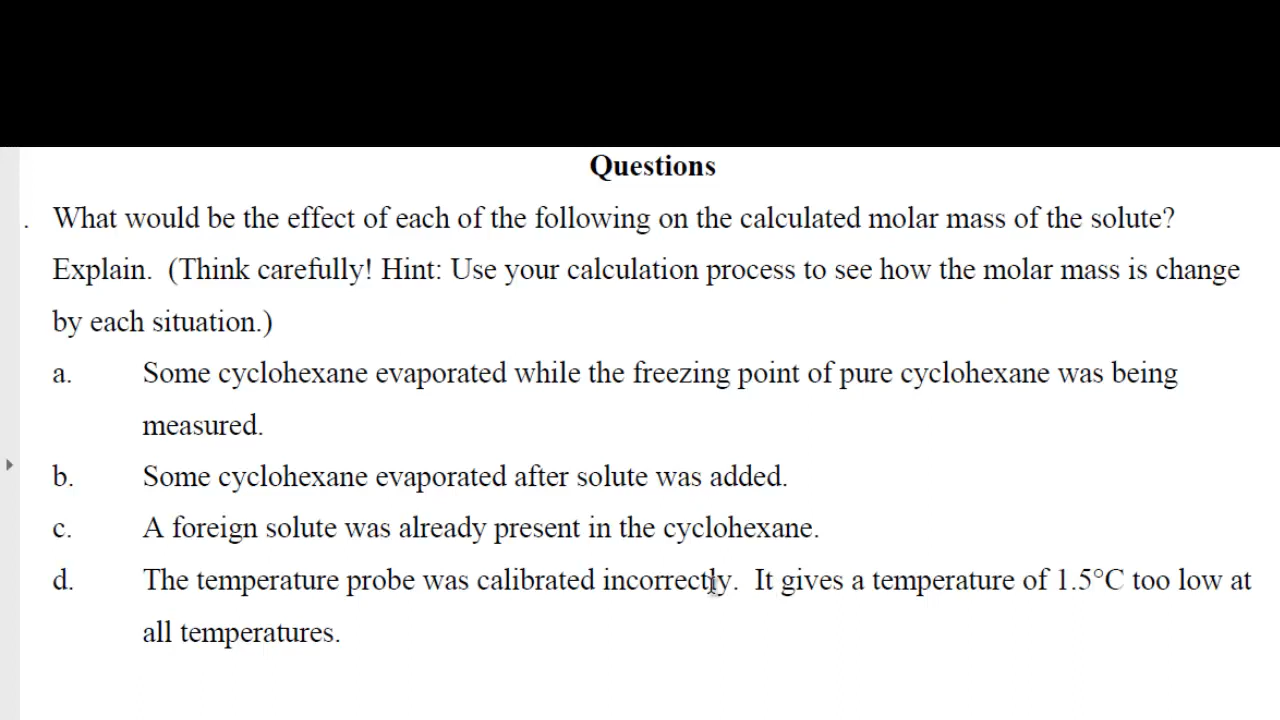 Questions
. What would be the effect of each of the following on the calculated molar mass of the solute?
Explain. (Think carefully! Hint: Use your calculation process to see how the molar mass is change
by each situation.)
a. Some cyclohexane evaporated while the freezing point of pure cyclohexane was being
measured.
b. Some cyclohexane evaporated after solute was added.
c. A foreign solute was already present in the cyclohexane.
d. The temperature probe was calibrated incorrectly. It gives a temperature of 1.5°C too low at
all temperatures.